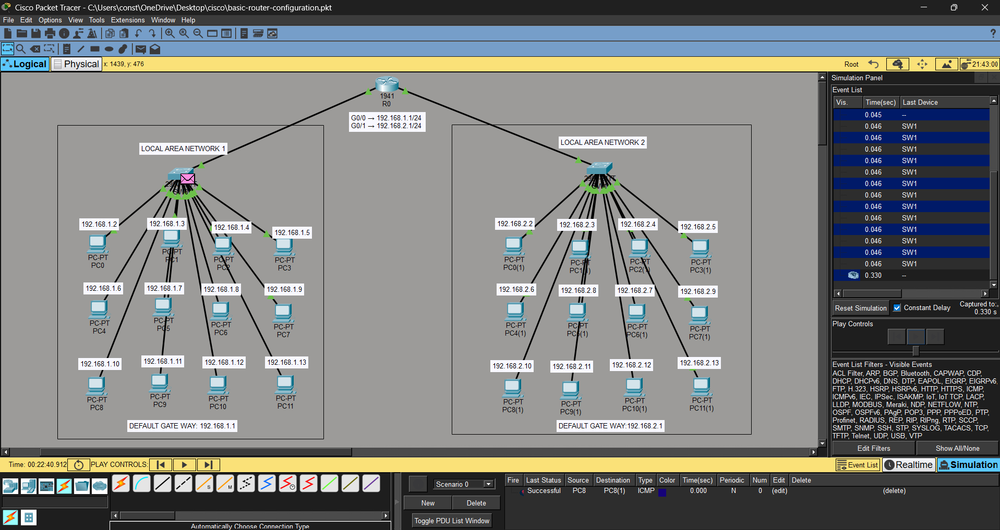 Cisco Packet Tracer - C:\Users\const\OneDrive\Desktop\cisco\basic-router-configuration.pkt
File Edit Options View Tools Extensions Window Help
Logical Physical x: 1439, y: 476
Root 21:43:00
1941
R0
G0/0 → 192.168.1.1/24
G0/1 → 192.168.2.1/24
LOCAL AREA NETWORK 1
SW0
192.168.1.2
192.168.1.3
192.168.1.4
192.168.1.5
PC-PT
PC0
PC-PT
PC1
PC-PT
PC2
PC-PT
PC3
192.168.1.6
192.168.1.7
192.168.1.8
192.168.1.9
PC-PT
PC4
PC-PT
PC5
PC-PT
PC6
PC-PT
PC7
192.168.1.10
192.168.1.11
192.168.1.12
192.168.1.13
PC-PT
PC8
PC-PT
PC9
PC-PT
PC10
PC-PT
PC11
DEFAULT GATE WAY: 192.168.1.1
LOCAL AREA NETWORK 2
SW1
192.168.2.2
192.168.2.3
192.168.2.4
192.168.2.5
PC-PT
PC0(1)
PC-PT
PC1(1)
PC-PT
PC2(1)
PC-PT
PC3(1)
192.168.2.6
192.168.2.8
192.168.2.7
192.168.2.9
PC-PT
PC4(1)
PC-PT
PC5(1)
PC-PT
PC6(1)
PC-PT
PC7(1)
192.168.2.10
192.168.2.11
192.168.2.12
192.168.2.13
PC-PT
PC8(1)
PC-PT
PC9(1)
PC-PT
PC10(1)
PC-PT
PC11(1)
DEFAULT GATE WAY:192.168.2.1
Simulation Panel
Event List
Vis. Time(sec) Last Device
0.045 --
0.046 SW1
0.046 SW1
0.046 SW1
0.046 SW1
0.046 SW1
0.046 SW1
0.046 SW1
0.046 SW1
0.046 SW1
0.046 SW1
0.046 SW1
0.046 SW1
0.046 SW1
0.330 --
Reset Simulation Constant Delay Captured to:
0.330 s
Play Controls
Event List Filters - Visible Events
ACL Filter, ARP, BGP, Bluetooth, CAPWAP, CDP,
DHCP, DHCPv6, DNS, DTP, EAPOL, EIGRP, EIGRPv6,
FTP, H.323, HSRP, HSRPv6, HTTP, HTTPS, ICMP,
ICMPv6, IEC, IPSec, ISAKMP, IoT, IoT TCP, LACP,
LLDP, MODBUS, Meraki, NDP, NETFLOW, NTP,
OSPF, OSPFv6, PAgP, POP3, PPP, PPPoED, PTP,
Profinet, RADIUS, REP, RIP, RIPng, RTP, SCCP,
SMTP, SNMP, SSH, STP, SYSLOG, TACACS, TCP,
TFTP, Telnet, UDP, USB, VTP
Edit Filters Show All/None
Time: 00:22:40.912 PLAY CONTROLS:
Event List Realtime Simulation
S M
Automatically Choose Connection Type
Scenario 0
New Delete
Toggle PDU List Window
Fire Last Status Source Destination Type Color Time(sec) Periodic Num Edit Delete
Successful PC8 PC8(1) ICMP 0.000 N 0 (edit) (delete)